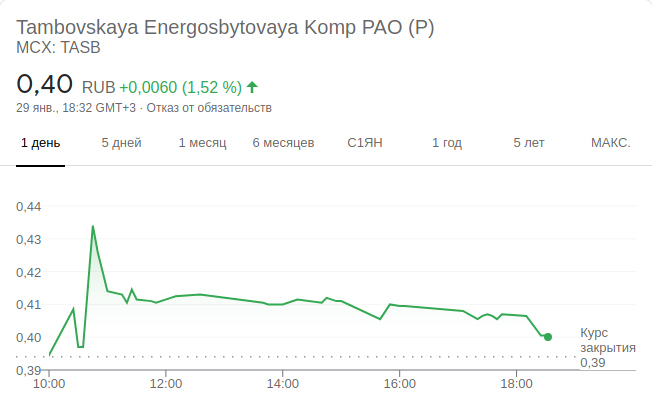 Tambovskaya Energosbytovaya Komp PAO (P)
MCX: TASB
0,40 RUB +0,0060 (1,52 %)
29 янв., 18:32 GMT+3 · Отказ от обязательств
1 день 5 дней 1 месяц 6 месяцев С1ЯН 1 год 5 лет МАКС.
0,44
0,43
0,42
0,41
0,40
0,39
Курс
закрытия
0,39
10:00 12:00 14:00 16:00 18:00